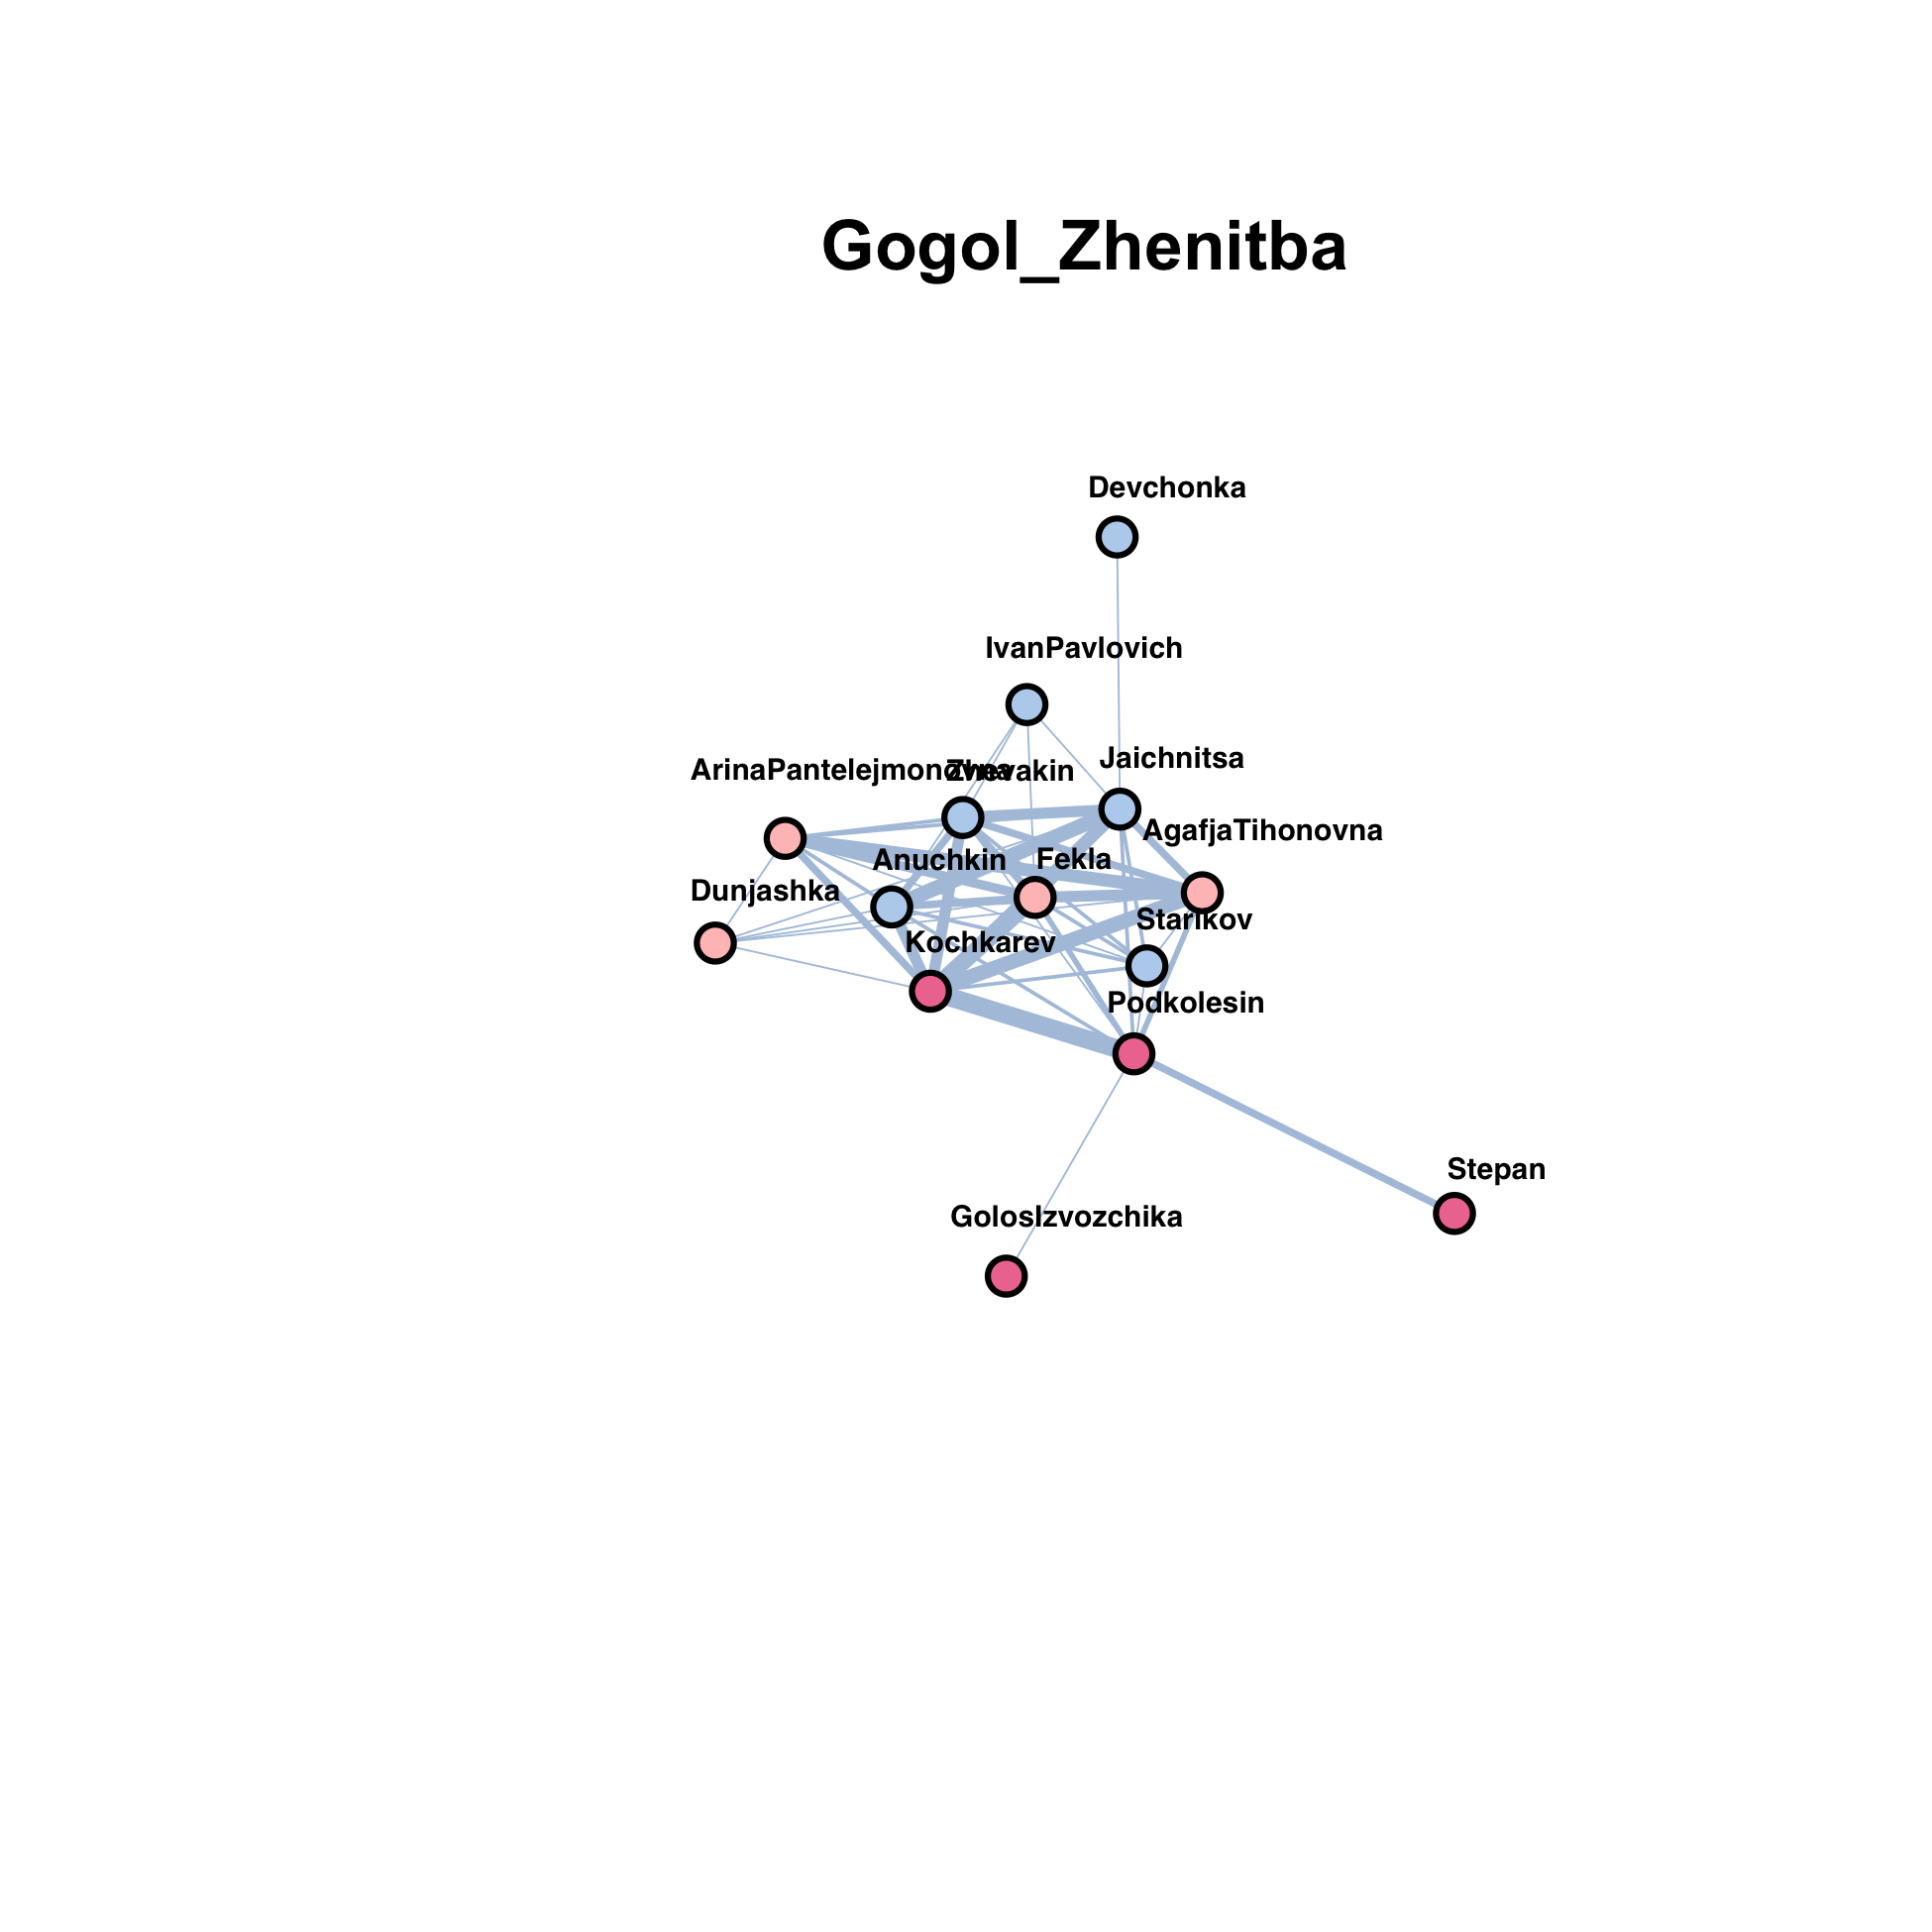 Gogol_Zhenitba
Devchonka
IvanPavlovich
Jaichnitsa
ArinaPantelejmonovna
Zhevakin
AgafjaTihonovna
Anuchkin
Fekla
Dunjashka
Starikov
Kochkarev
Podkolesin
Stepan
GolosIzvozchika